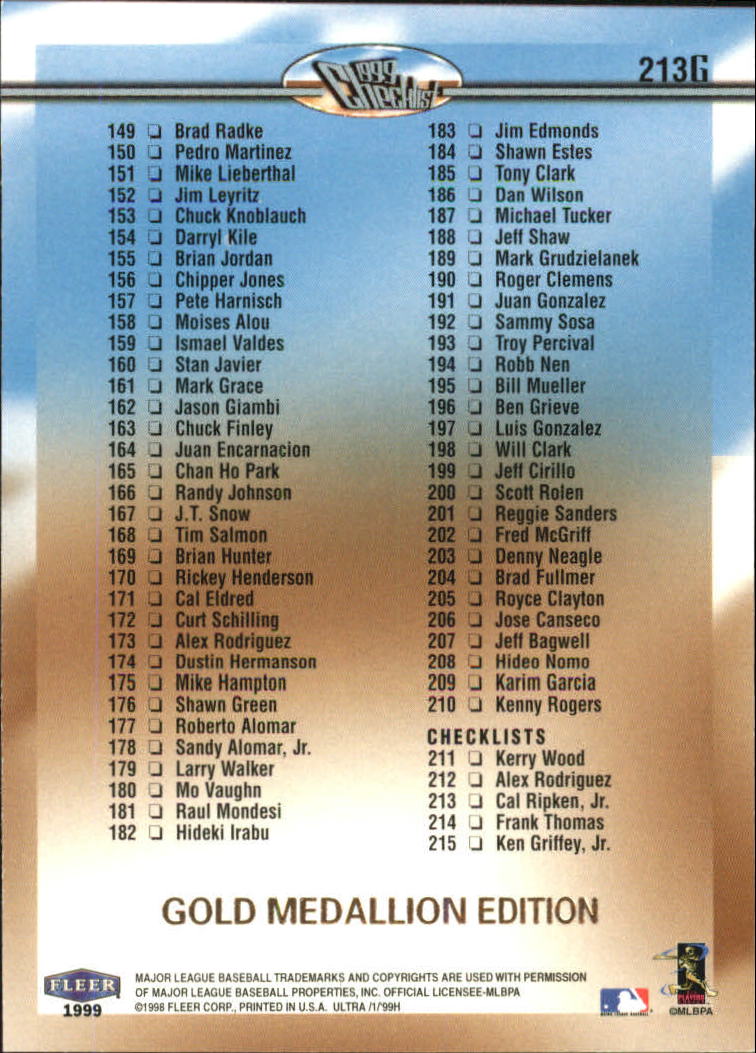 1999 Checklist
213G
149 ❏ Brad Radke
150 ❏ Pedro Martinez
151 ❏ Mike Lieberthal
152 ❏ Jim Leyritz
153 ❏ Chuck Knoblauch
154 ❏ Darryl Kile
155 ❏ Brian Jordan
156 ❏ Chipper Jones
157 ❏ Pete Harnisch
158 ❏ Moises Alou
159 ❏ Ismael Valdes
160 ❏ Stan Javier
161 ❏ Mark Grace
162 ❏ Jason Giambi
163 ❏ Chuck Finley
164 ❏ Juan Encarnacion
165 ❏ Chan Ho Park
166 ❏ Randy Johnson
167 ❏ J.T. Snow
168 ❏ Tim Salmon
169 ❏ Brian Hunter
170 ❏ Rickey Henderson
171 ❏ Cal Eldred
172 ❏ Curt Schilling
173 ❏ Alex Rodriguez
174 ❏ Dustin Hermanson
175 ❏ Mike Hampton
176 ❏ Shawn Green
177 ❏ Roberto Alomar
178 ❏ Sandy Alomar, Jr.
179 ❏ Larry Walker
180 ❏ Mo Vaughn
181 ❏ Raul Mondesi
182 ❏ Hideki Irabu
183 ❏ Jim Edmonds
184 ❏ Shawn Estes
185 ❏ Tony Clark
186 ❏ Dan Wilson
187 ❏ Michael Tucker
188 ❏ Jeff Shaw
189 ❏ Mark Grudzielanek
190 ❏ Roger Clemens
191 ❏ Juan Gonzalez
192 ❏ Sammy Sosa
193 ❏ Troy Percival
194 ❏ Robb Nen
195 ❏ Bill Mueller
196 ❏ Ben Grieve
197 ❏ Luis Gonzalez
198 ❏ Will Clark
199 ❏ Jeff Cirillo
200 ❏ Scott Rolen
201 ❏ Reggie Sanders
202 ❏ Fred McGriff
203 ❏ Denny Neagle
204 ❏ Brad Fullmer
205 ❏ Royce Clayton
206 ❏ Jose Canseco
207 ❏ Jeff Bagwell
208 ❏ Hideo Nomo
209 ❏ Karim Garcia
210 ❏ Kenny Rogers
CHECKLISTS
211 ❏ Kerry Wood
212 ❏ Alex Rodriguez
213 ❏ Cal Ripken, Jr.
214 ❏ Frank Thomas
215 ❏ Ken Griffey, Jr.
GOLD MEDALLION EDITION
FLEER
1999
MAJOR LEAGUE BASEBALL TRADEMARKS AND COPYRIGHTS ARE USED WITH PERMISSION
OF MAJOR LEAGUE BASEBALL PROPERTIES, INC. OFFICIAL LICENSEE-MLBPA
©1998 FLEER CORP., PRINTED IN U.S.A. ULTRA /1/'99H
PLAYERS
©MLBPA